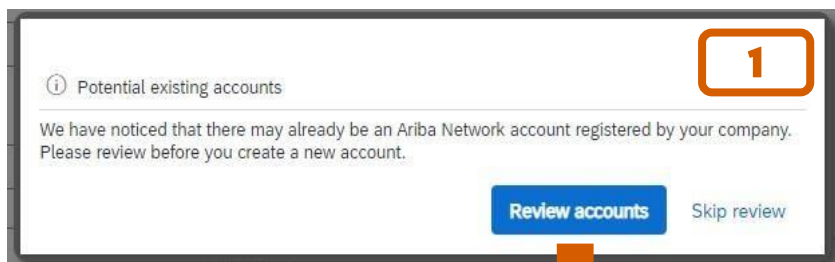 1
Potential existing accounts
We have noticed that there may already be an Ariba Network account registered by your company.
Please review before you create a new account.
Review accounts Skip review